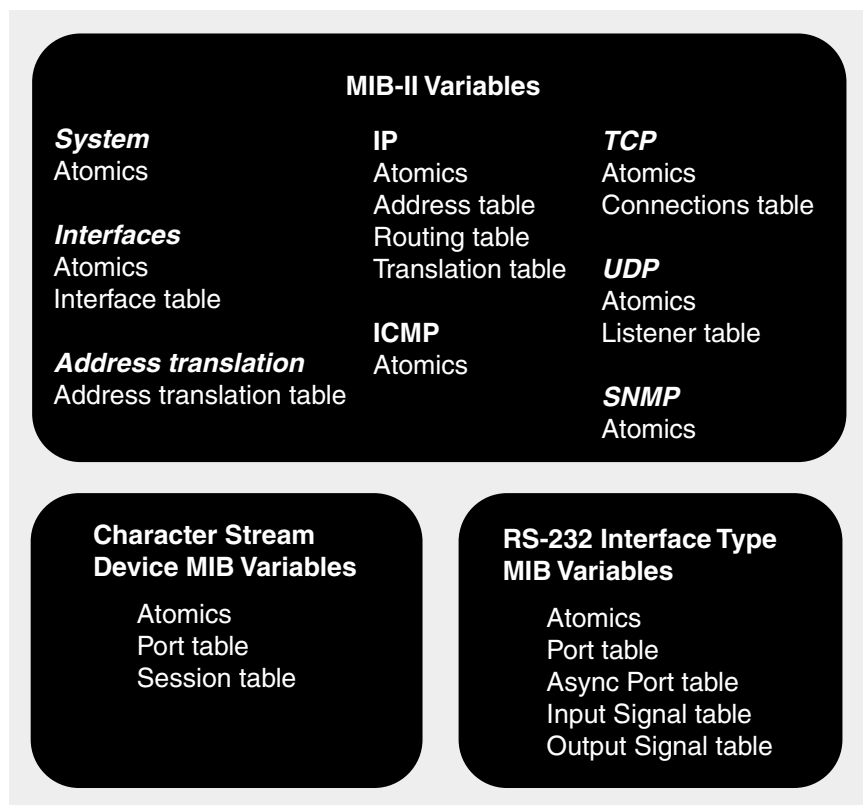 MIB-II Variables
System
Atomics
Interfaces
Atomics
Interface table
Address translation
Address translation table
IP
Atomics
Address table
Routing table
Translation table
ICMP
Atomics
TCP
Atomics
Connections table
UDP
Atomics
Listener table
SNMP
Atomics
Character Stream
Device MIB Variables
Atomics
Port table
Session table
RS-232 Interface Type
MIB Variables
Atomics
Port table
Async Port table
Input Signal table
Output Signal table